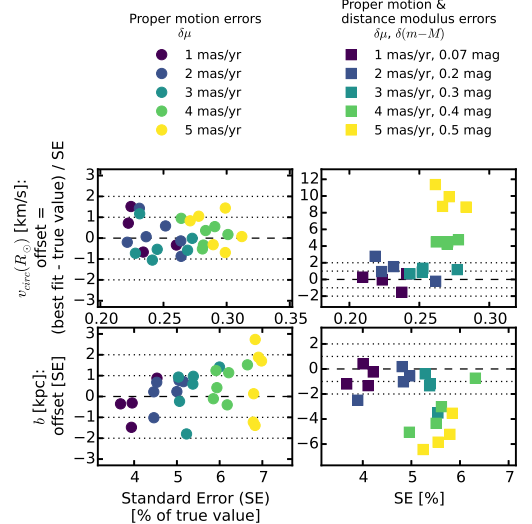 Proper motion errors
δμ
1 mas/yr
2 mas/yr
3 mas/yr
4 mas/yr
5 mas/yr
Proper motion &
distance modulus errors
δμ, δ(m−M)
1 mas/yr, 0.07 mag
2 mas/yr, 0.2 mag
3 mas/yr, 0.3 mag
4 mas/yr, 0.4 mag
5 mas/yr, 0.5 mag
v_circ(R_⊙) [km/s]:
offset =
(best fit - true value) / SE
3
2
1
0
−1
−2
−3
0.20 0.25 0.30 0.35
12
10
8
6
4
2
0
−2
0.20 0.25 0.30
b [kpc]:
offset [SE]
3
2
1
0
−1
−2
−3
4 5 6 7
Standard Error (SE)
[% of true value]
2
0
−2
−4
−6
4 5 6 7
SE [%]